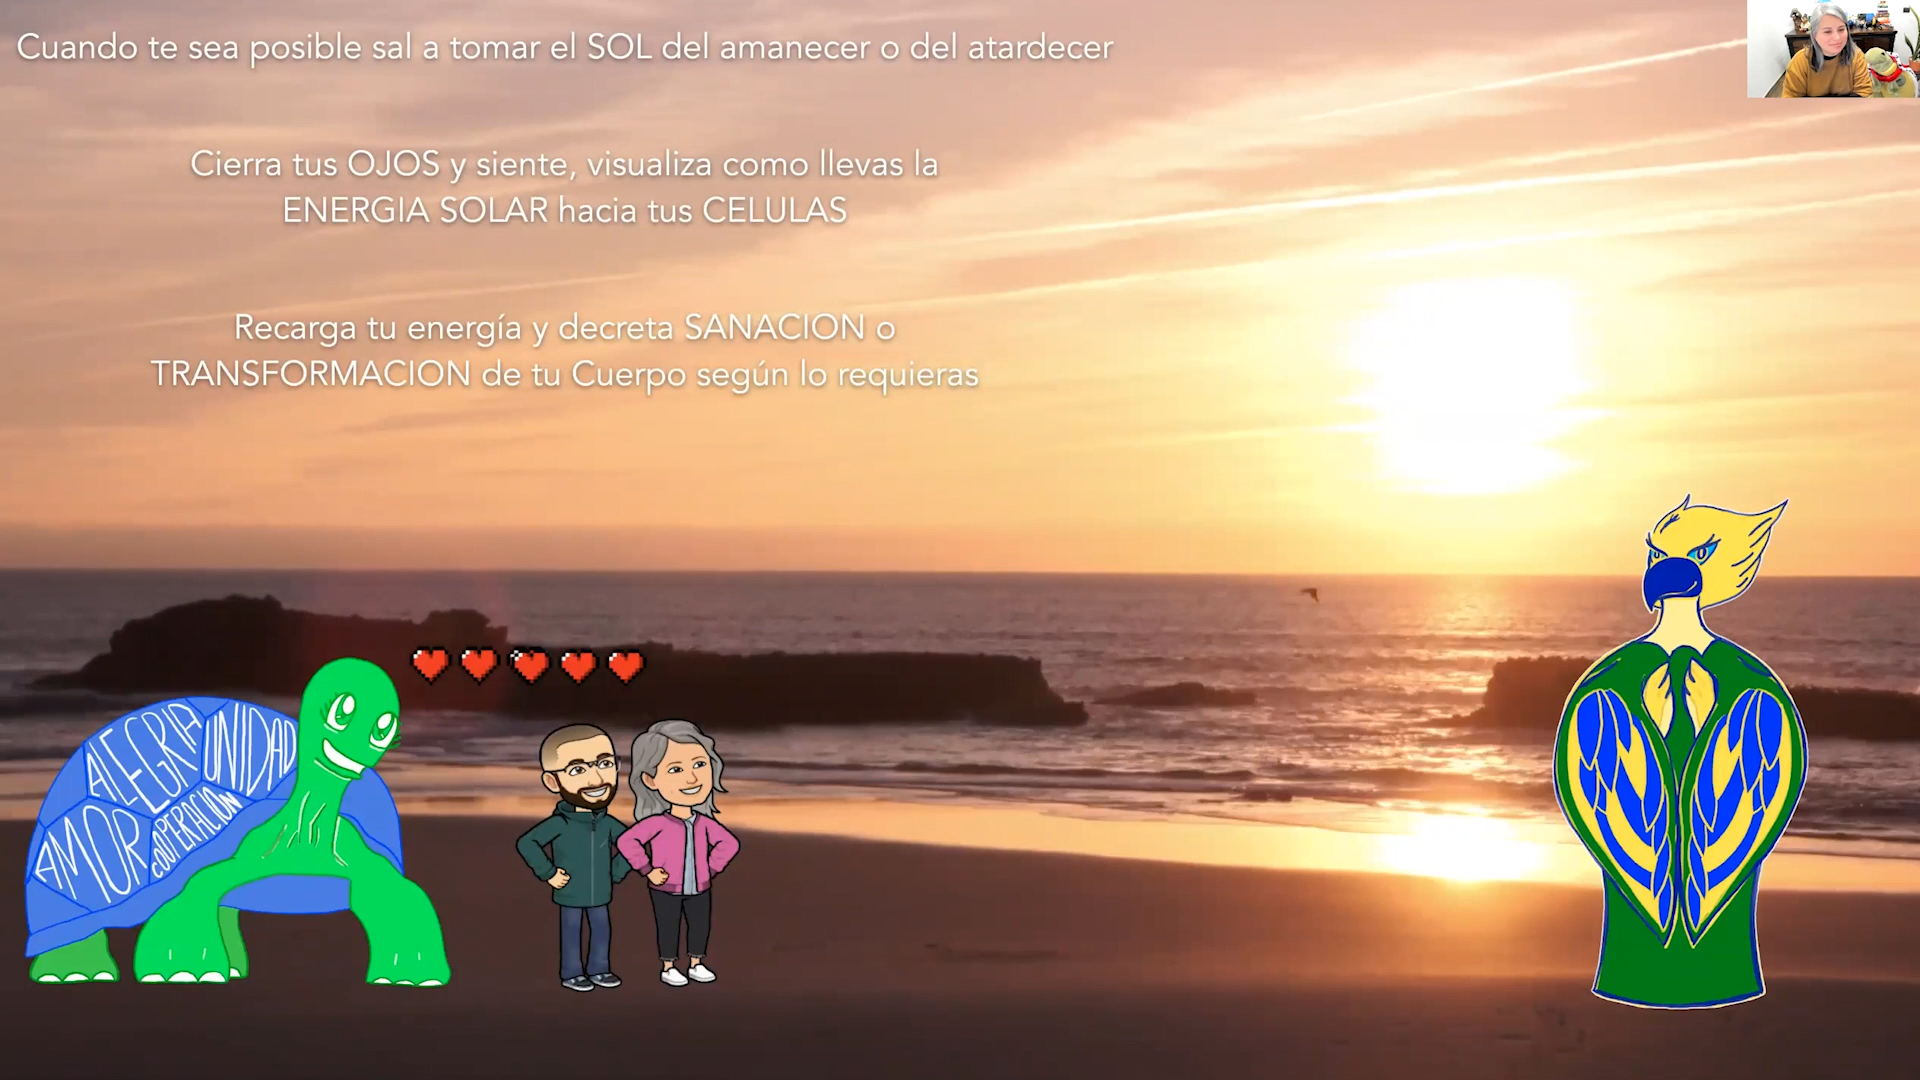 Cuando te sea posible sal a tomar el SOL del amanecer o del atardecer
Cierra tus OJOS y siente, visualiza como llevas la
ENERGIA SOLAR hacia tus CELULAS
Recarga tu energía y decreta SANACION o
TRANSFORMACION de tu Cuerpo según lo requieras
ALEGRIA
UNIDAD
AMOR
COOPERACION